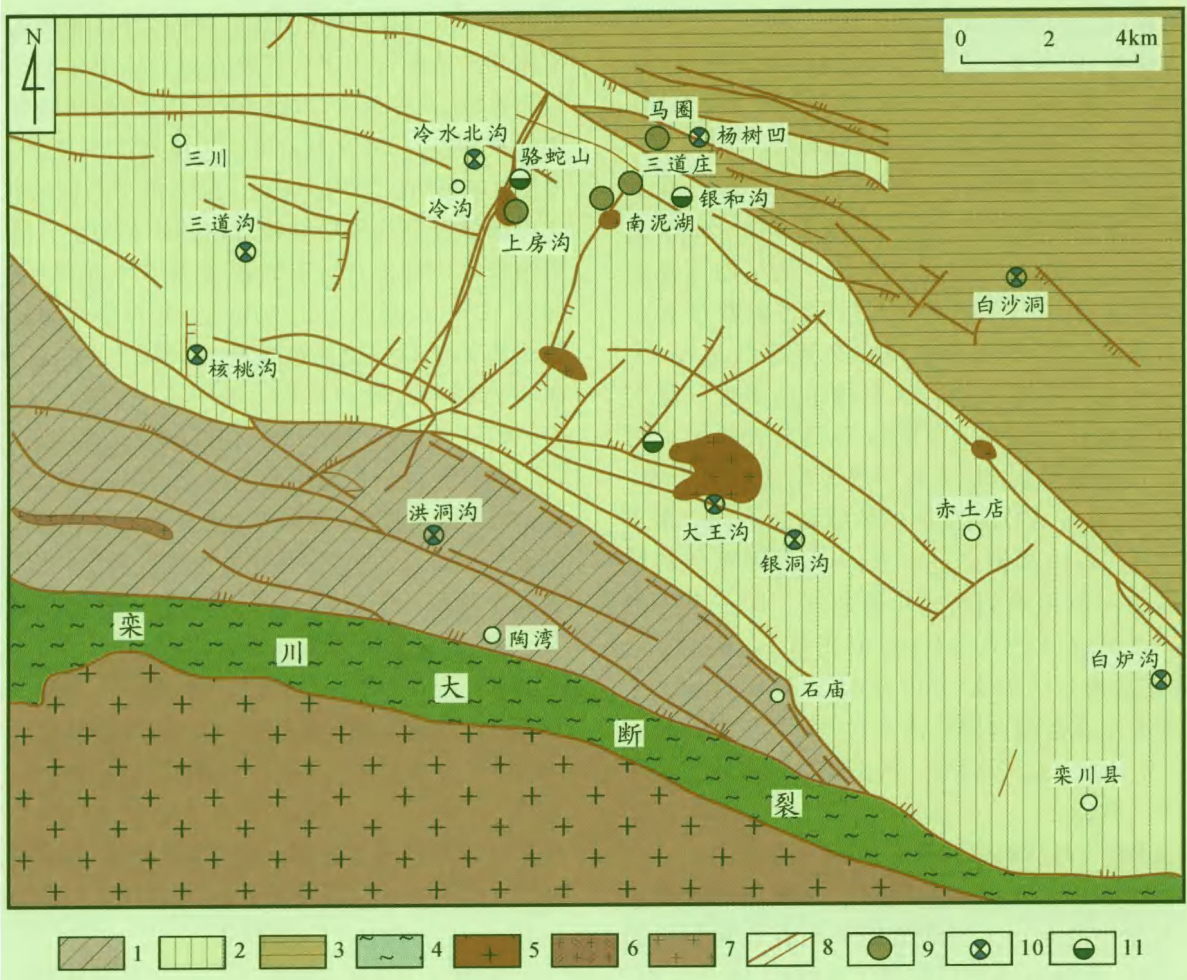 N
0 2 4km
马圈
杨树凹
冷水北沟
骆蛇山
三道庄
三川
冷沟
银和沟
南泥湖
三道沟
上房沟
白沙洞
核桃沟
洪洞沟
大王沟
赤土店
银洞沟
陶湾
白炉沟
石庙
栾川县
栾川大断裂
1 2 3 4 5 6 7 8 9 10 11